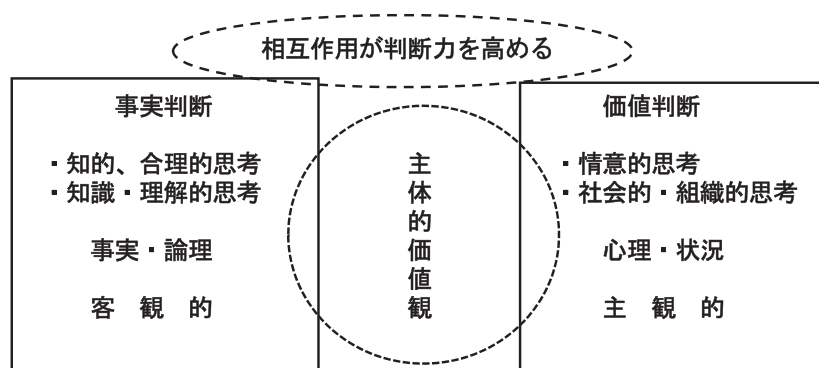 相互作用が判断力を高める
事実判断
・知的、合理的思考
・知識・理解的思考
事実・論理
客　観　的
主体的価値観
価値判断
・情意的思考
・社会的・組織的思考
心理・状況
主　観　的